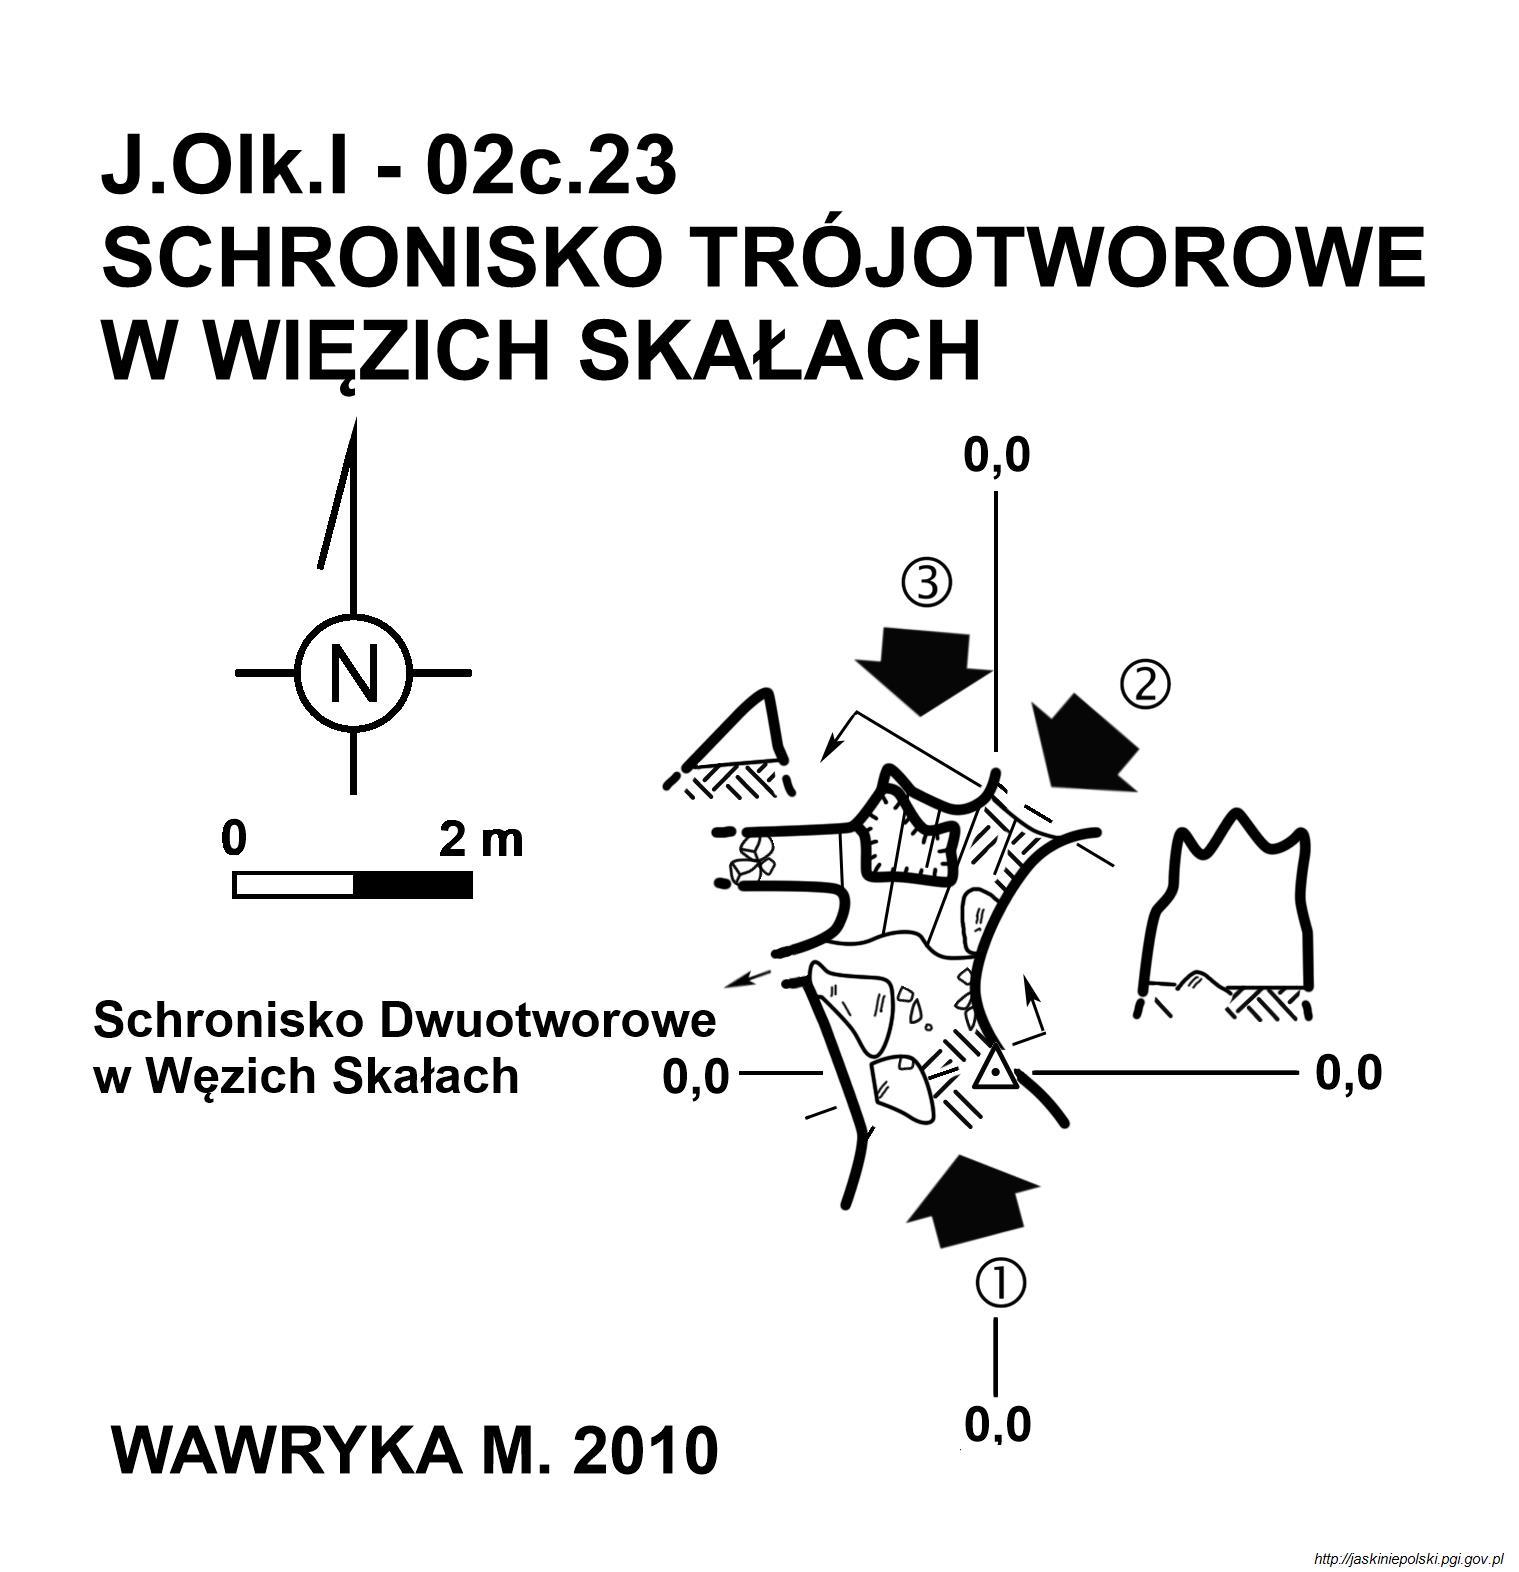 J.Olk.I - 02c.23
SCHRONISKO TRÓJOTWOROWE
W WIĘZICH SKAŁACH
0,0
③
②
N
0 2 m
Schronisko Dwuotworowe
w Węzich Skałach
0,0
0,0
①
0,0
WAWRYKA M. 2010
http://jaskiniepolski.pgi.gov.pl